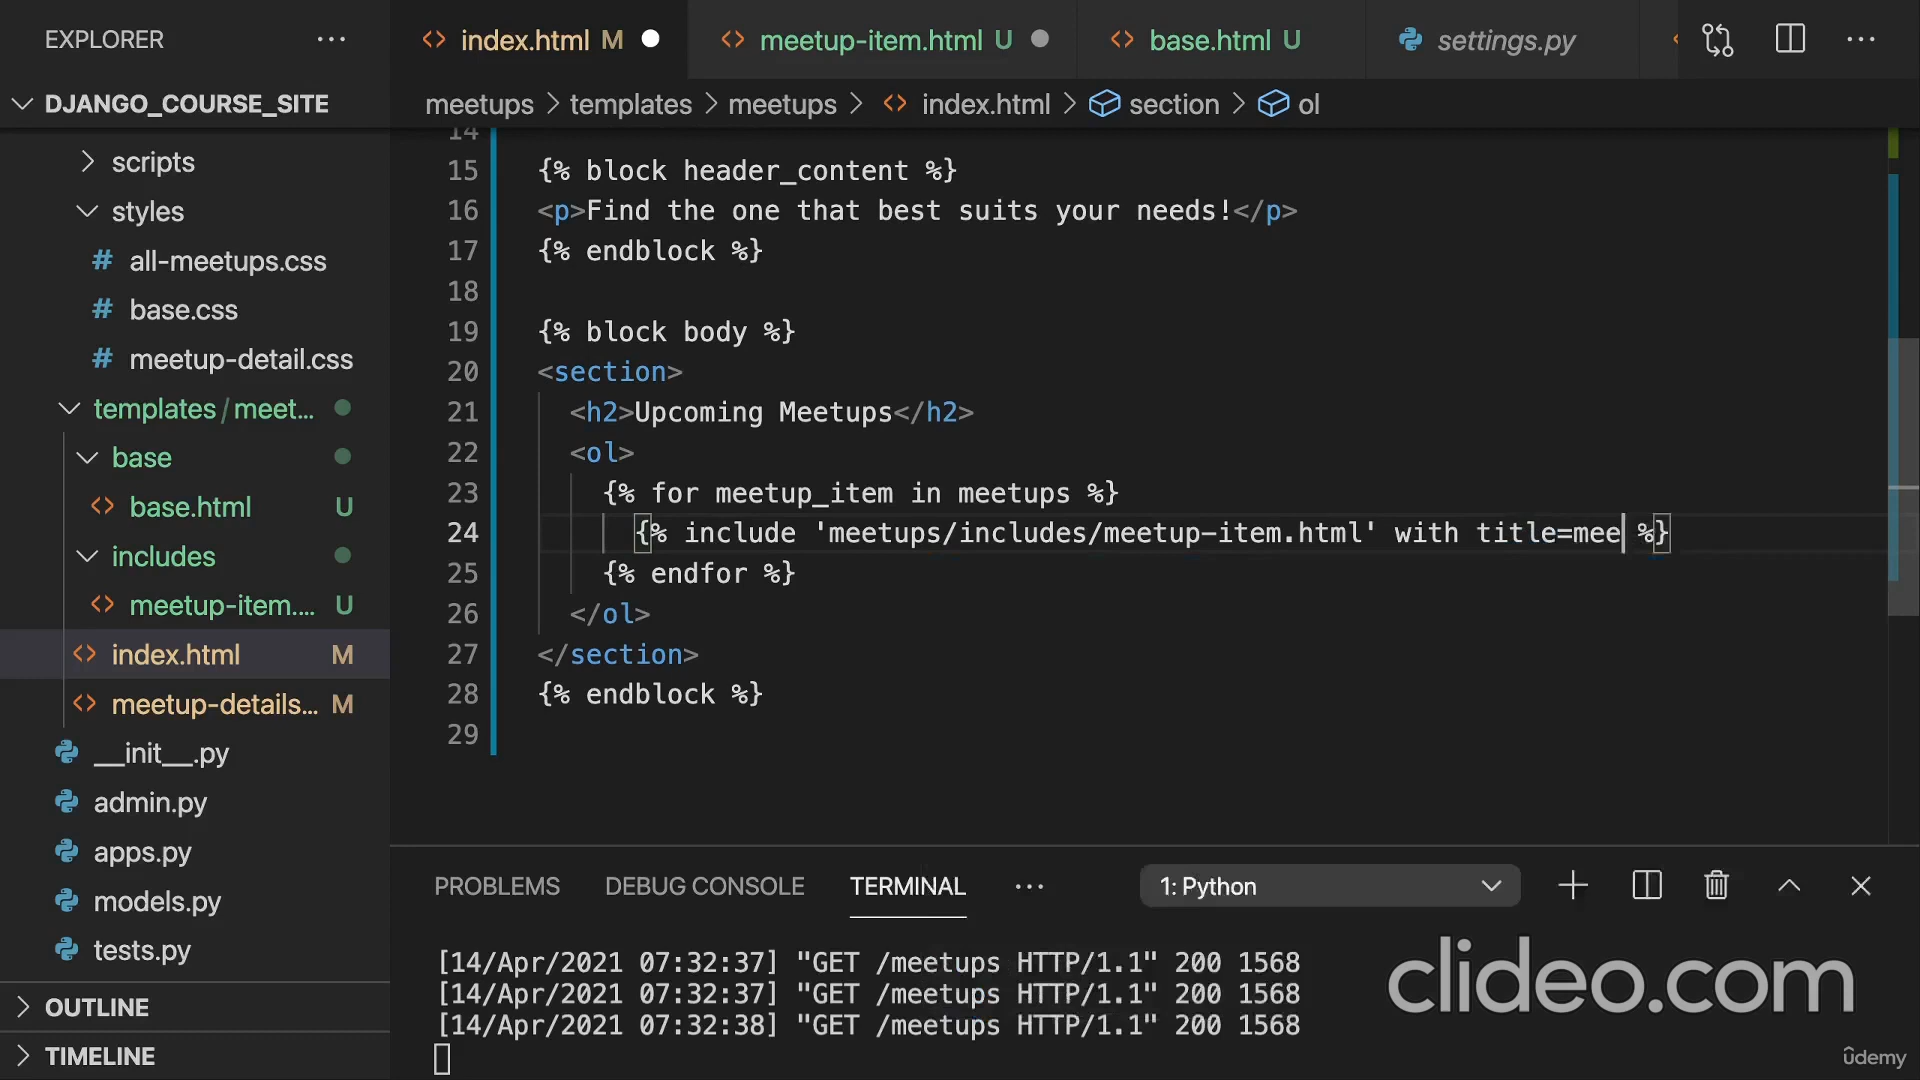 EXPLORER ...
DJANGO_COURSE_SITE
scripts
styles
# all-meetups.css
# base.css
# meetup-detail.css
templates/meet...
base
<> base.html U
includes
<> meetup-item.... U
<> index.html M
<> meetup-details... M
__init__.py
admin.py
apps.py
models.py
tests.py
OUTLINE
TIMELINE
<> index.html M
<> meetup-item.html U
<> base.html U
settings.py
...
meetups > templates > meetups > <> index.html > section > ol
14
15 {% block header_content %}
16 <p>Find the one that best suits your needs!</p>
17 {% endblock %}
18
19 {% block body %}
20 <section>
21 <h2>Upcoming Meetups</h2>
22 <ol>
23 {% for meetup_item in meetups %}
24 {% include 'meetups/includes/meetup-item.html' with title=mee %}
25 {% endfor %}
26 </ol>
27 </section>
28 {% endblock %}
29
PROBLEMS DEBUG CONSOLE TERMINAL ... 1: Python
[14/Apr/2021 07:32:37] "GET /meetups HTTP/1.1" 200 1568
[14/Apr/2021 07:32:37] "GET /meetups HTTP/1.1" 200 1568
[14/Apr/2021 07:32:38] "GET /meetups HTTP/1.1" 200 1568
clideo.com
ûdemy